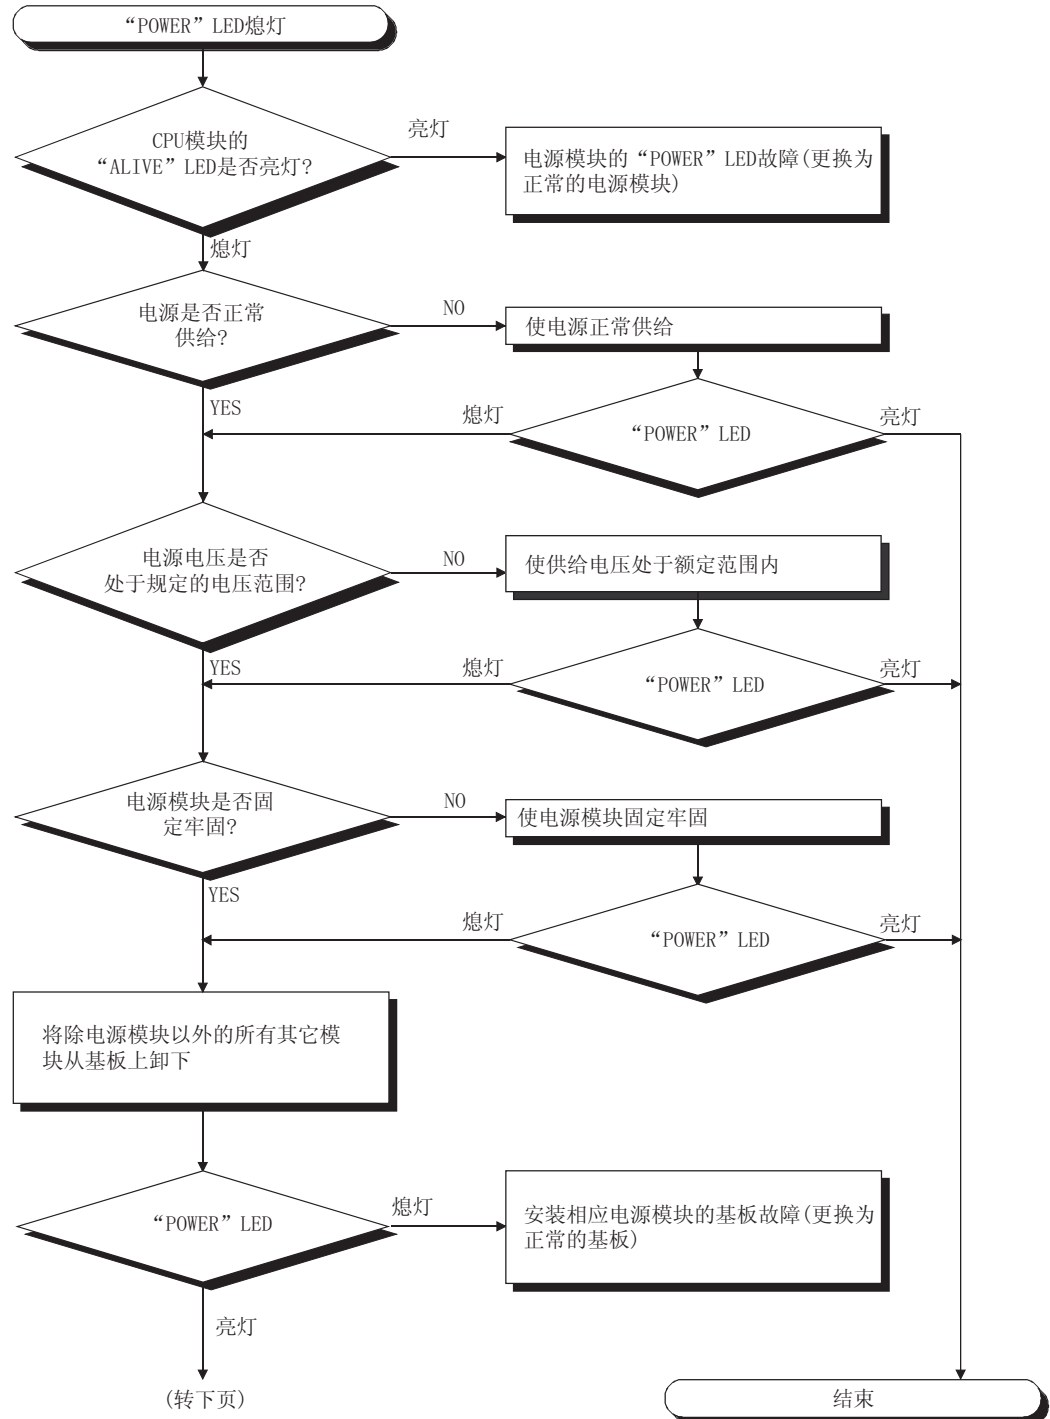 “POWER”LED熄灯
CPU模块的
“ALIVE”LED是否亮灯?
亮灯
电源模块的“POWER”LED故障(更换为
正常的电源模块)
熄灯
电源是否正常
供给?
NO
使电源正常供给
YES
熄灯
“POWER”LED
亮灯
电源电压是否
处于规定的电压范围?
NO
使供给电压处于额定范围内
YES
熄灯
“POWER”LED
亮灯
电源模块是否固
定牢固?
NO
使电源模块固定牢固
YES
熄灯
“POWER”LED
亮灯
将除电源模块以外的所有其它模
块从基板上卸下
“POWER”LED
熄灯
安装相应电源模块的基板故障(更换为
正常的基板)
亮灯
(转下页)
结束